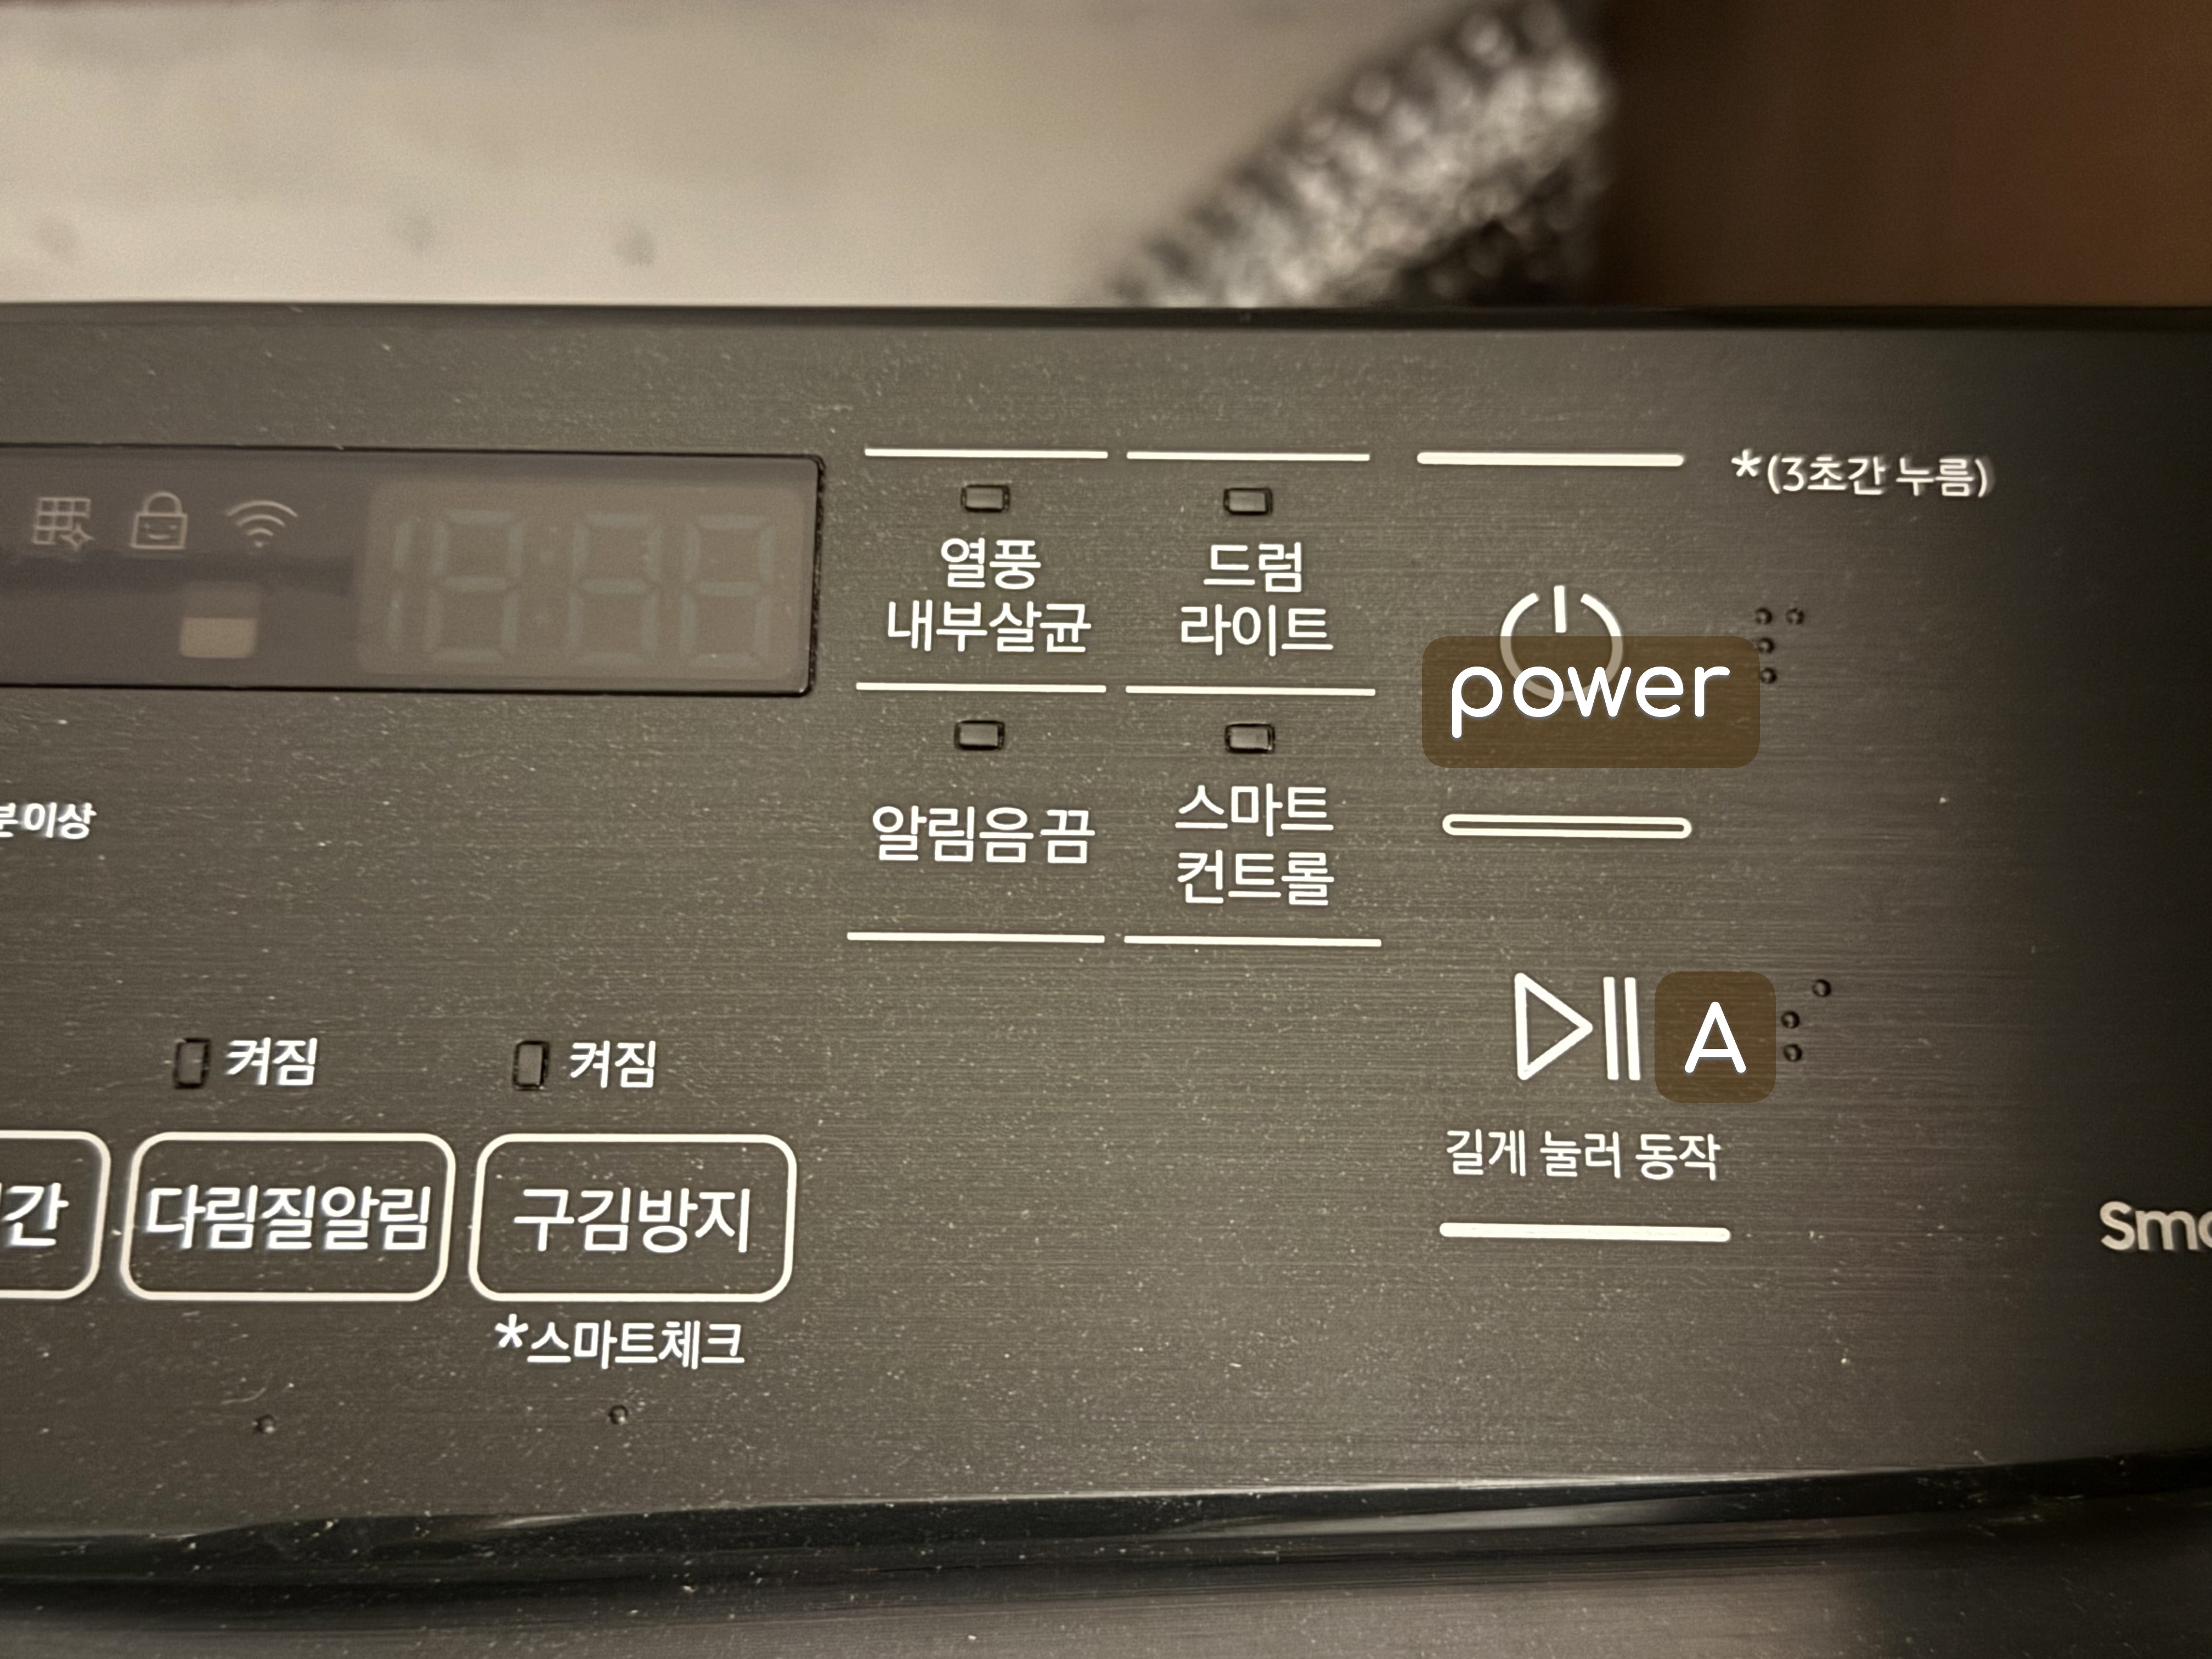 *(3초간 누름)
열풍
내부살균
드럼
라이트
power
알림음 끔
스마트
컨트롤
분 이상
A
켜짐
켜짐
길게 눌러 동작
간
다림질알림
구김방지
*스마트체크